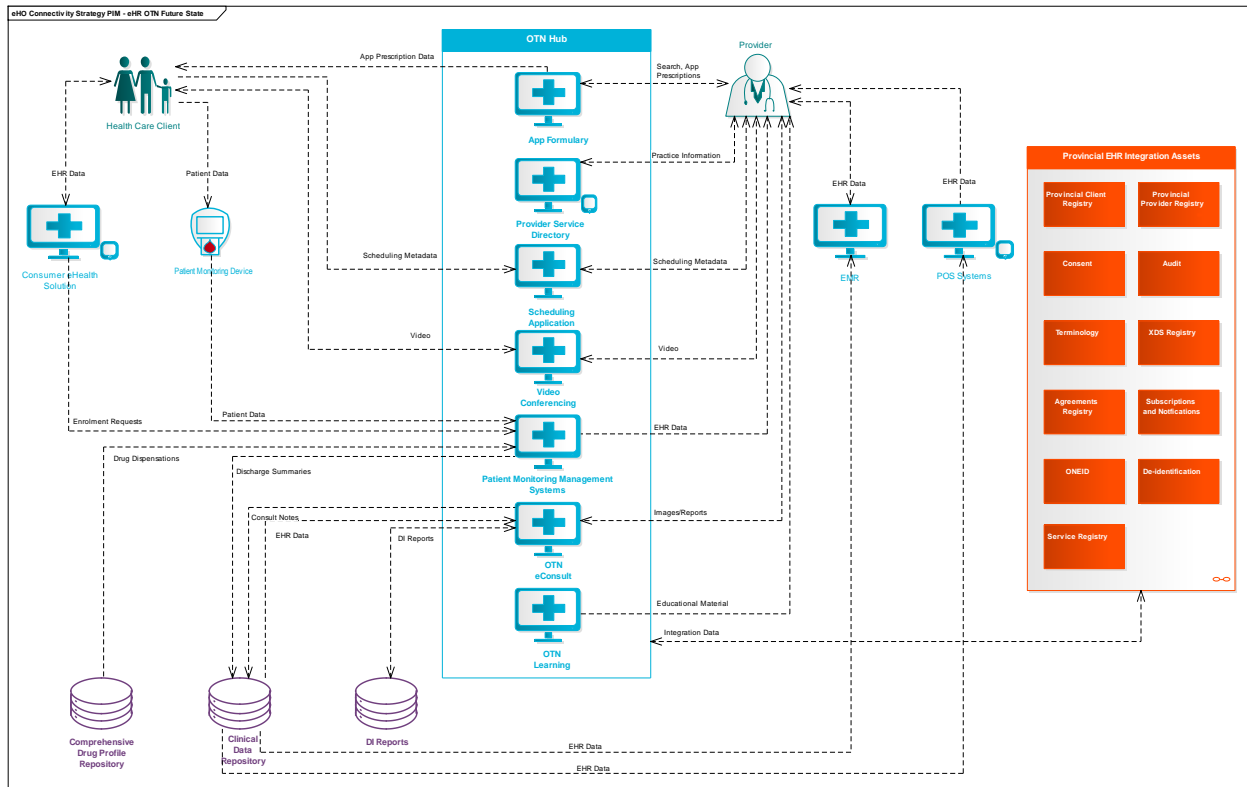 eHO Connectivity Strategy PIM - eHR OTN Future State
OTN Hub
Provider
App Prescription Data
Search, App
Prescriptions
Health Care Client
App Formulary
Practice Information
Provincial EHR Integration Assets
EHR Data
Patient Data
EHR Data
EHR Data
Provincial Client
Registry
Provincial
Provider Registry
Provider Service
Directory
Consumer eHealth
Solution
Patient Monitoring Device
Scheduling Metadata
Scheduling Metadata
EMR
POS Systems
Consent
Audit
Scheduling
Application
Video
Video
Terminology
XDS Registry
Video
Conferencing
Agreements
Registry
Subscriptions
and Notfications
Enrolment Requests
Patient Data
EHR Data
Drug Dispensations
Discharge Summaries
Patient Monitoring Management
Systems
ONEID
De-identification
Consult Notes
EHR Data
DI Reports
Images/Reports
Service Registry
OTN
eConsult
Educational Material
Integration Data
OTN
Learning
Comprehensive
Drug Profile
Repository
Clinical
Data
Repository
DI Reports
EHR Data
EHR Data